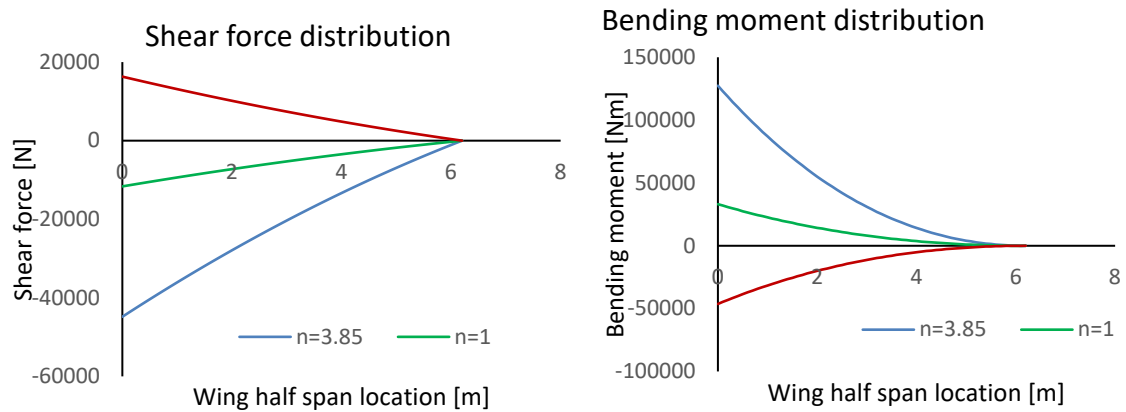 Shear force distribution
20000
0
-20000
-40000
-60000
0 2 4 6 8
Shear force [N]
n=3.85 n=1
Wing half span location [m]
Bending moment distribution
150000
100000
50000
0
-50000
-100000
0 2 4 6 8
Bending moment [Nm]
n=3.85 n=1
Wing half span location [m]